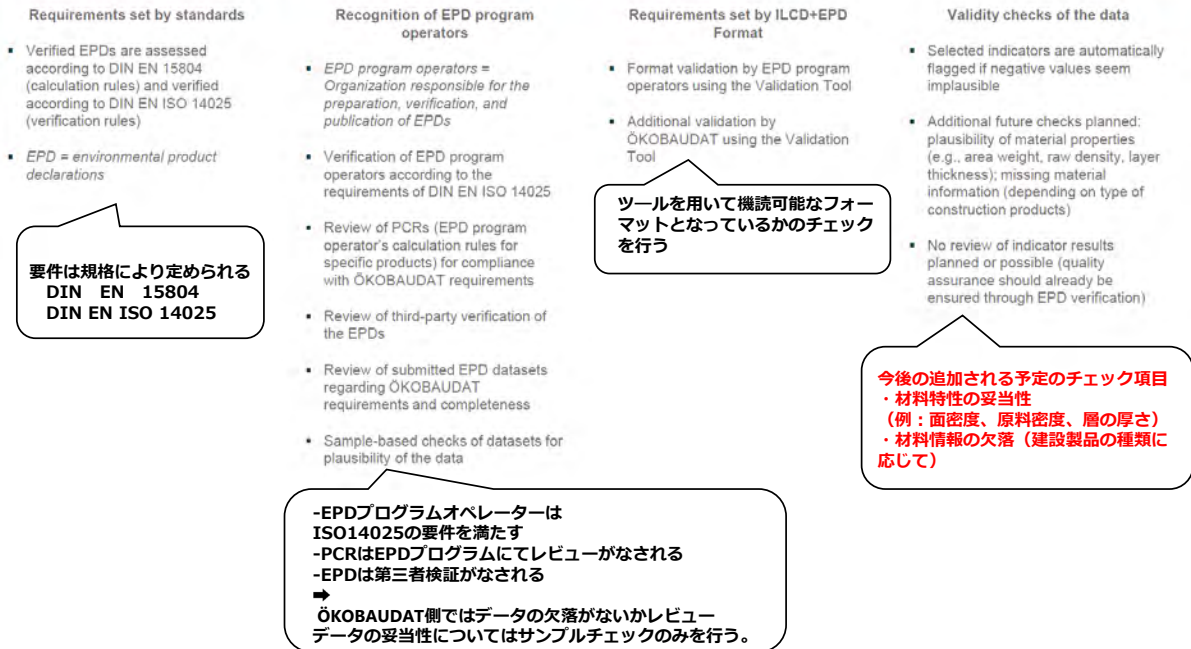 Requirements set by standards
▪ Verified EPDs are assessed
according to DIN EN 15804
(calculation rules) and verified
according to DIN EN ISO 14025
(verification rules)
▪ EPD = environmental product
declarations
要件は規格により定められる
DIN EN 15804
DIN EN ISO 14025
Recognition of EPD program
operators
▪ EPD program operators =
Organization responsible for the
preparation, verification, and
publication of EPDs
▪ Verification of EPD program
operators according to the
requirements of DIN EN ISO 14025
▪ Review of PCRs (EPD program
operator's calculation rules for
specific products) for compliance
with ÖKOBAUDAT requirements
▪ Review of third-party verification of
the EPDs
▪ Review of submitted EPD datasets
regarding ÖKOBAUDAT
requirements and completeness
▪ Sample-based checks of datasets for
plausibility of the data
-EPDプログラムオペレーターは
ISO14025の要件を満たす
-PCRはEPDプログラムにてレビューがなされる
-EPDは第三者検証がなされる
➡
ÖKOBAUDAT側ではデータの欠落がないかレビュー
データの妥当性についてはサンプルチェックのみを行う。
Requirements set by ILCD+EPD
Format
▪ Format validation by EPD program
operators using the Validation Tool
▪ Additional validation by
ÖKOBAUDAT using the Validation
Tool
ツールを用いて機読可能なフォー
マットとなっているかのチェック
を行う
Validity checks of the data
▪ Selected indicators are automatically
flagged if negative values seem
implausible
▪ Additional future checks planned:
plausibility of material properties
(e.g., area weight, raw density, layer
thickness); missing material
information (depending on type of
construction products)
▪ No review of indicator results
planned or possible (quality
assurance should already be
ensured through EPD verification)
今後の追加される予定のチェック項目
・材料特性の妥当性
（例：面密度、原料密度、層の厚さ）
・材料情報の欠落（建設製品の種類に
応じて）